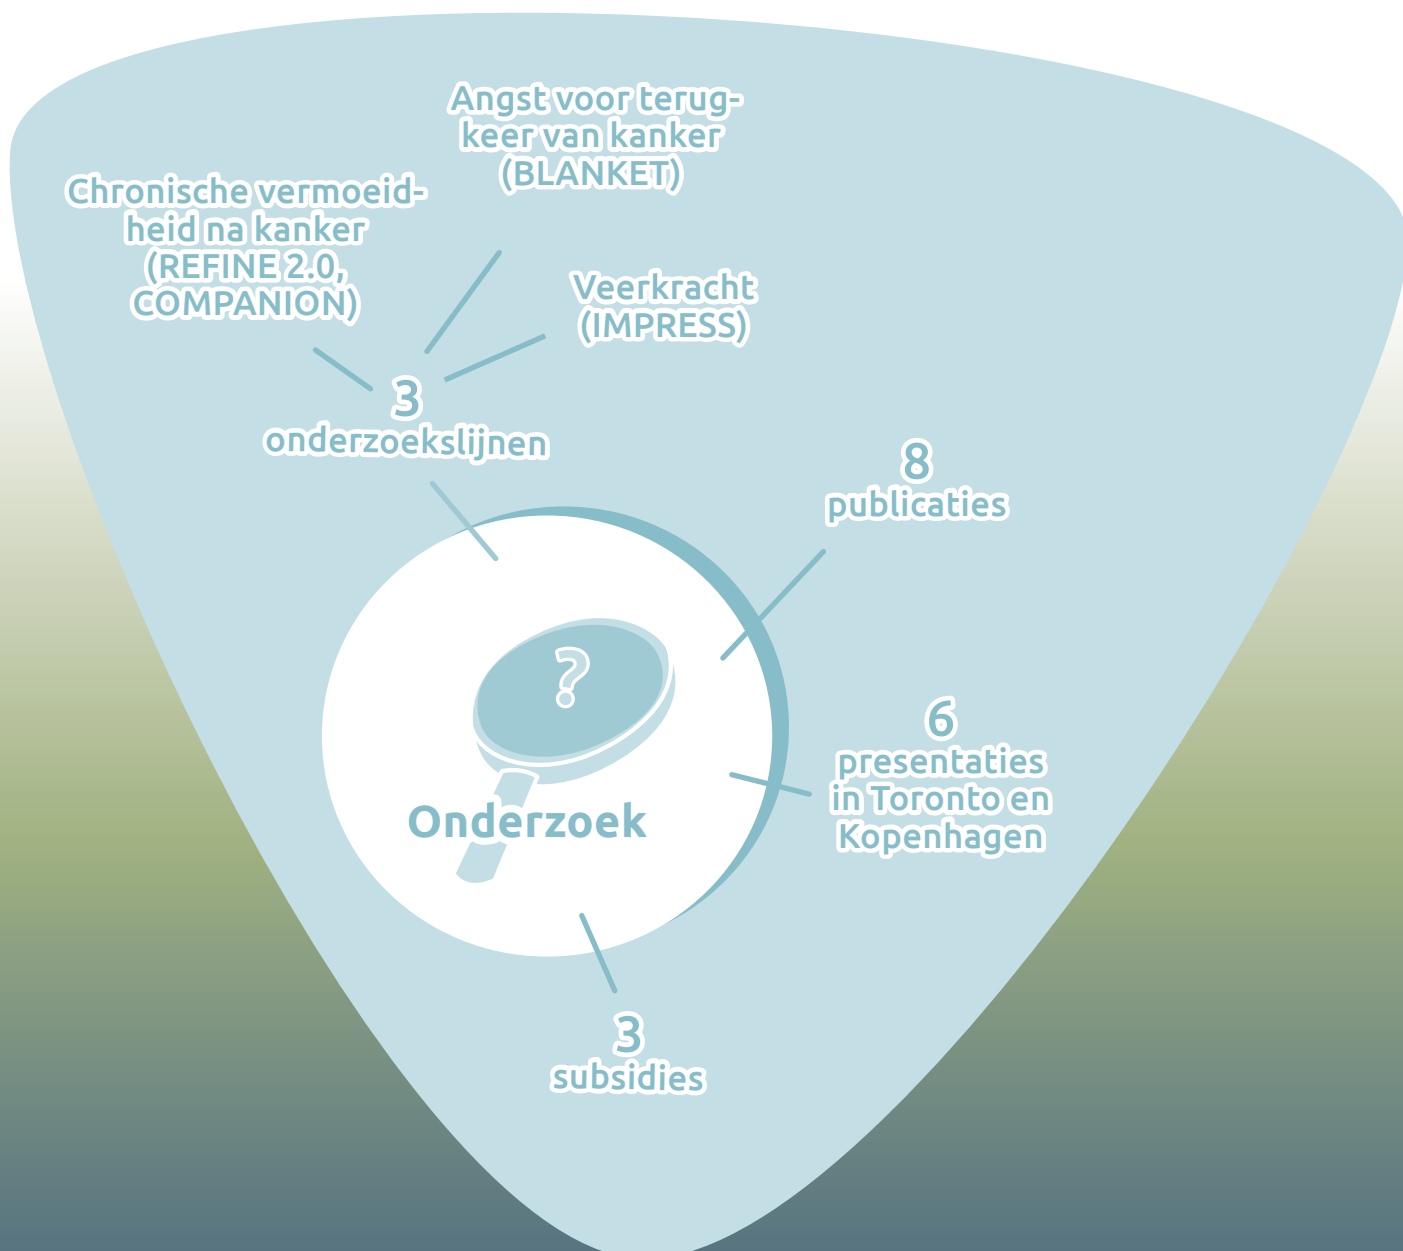 Angst voor terug-
keer van kanker
(BLANKET)
Chronische vermoeid-
heid na kanker
(REFINE 2.0,
COMPANION)
Veerkracht
(IMPRESS)
3
onderzoekslijnen
8
publicaties
?
Onderzoek
6
presentaties
in Toronto en
Kopenhagen
3
subsidies